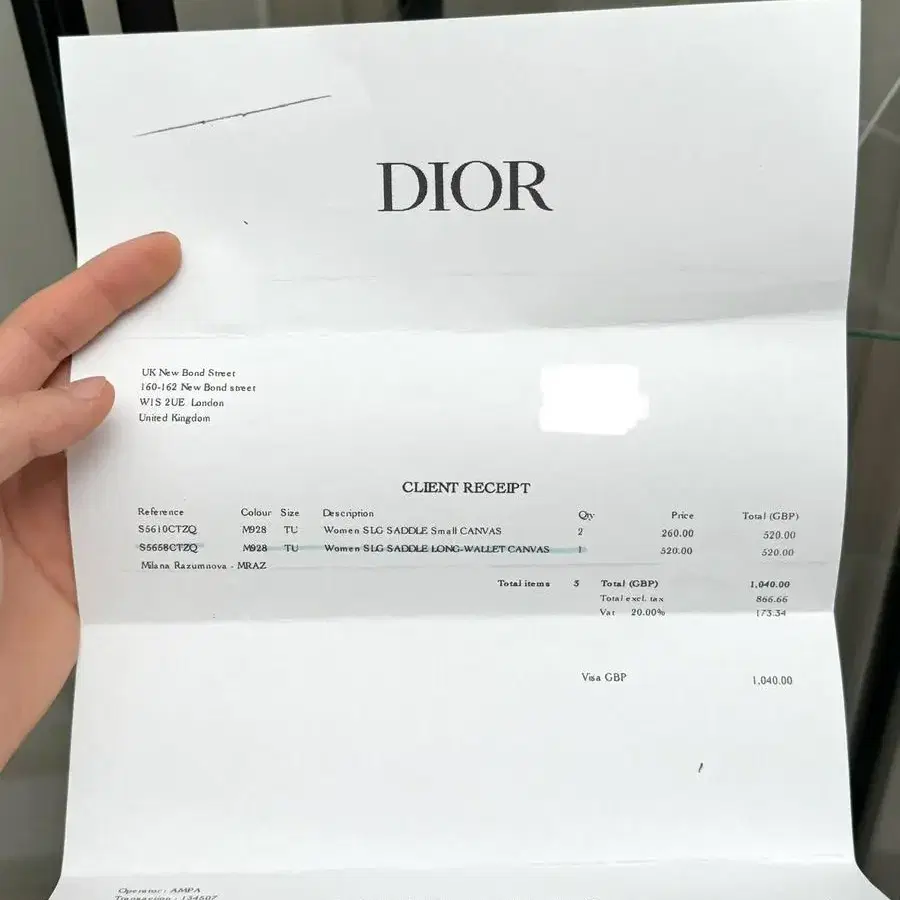 DIOR
UK New Bond Street
160-162 New Bond street
W1S 2UE London
United Kingdom
CLIENT RECEIPT
Reference Colour Size Description Qty Price Total (GBP)
S5610CTZQ M928 TU Women SLG SADDLE Small CANVAS 2 260.00 520.00
S5658CTZQ M928 TU Women SLG SADDLE LONG WALLET CANVAS 1 520.00 520.00
Milana Razumnova - MRAZ
Total items 3 Total (GBP) 1,040.00
Total excl. tax 866.66
Vat 20.00% 173.34
Visa GBP 1,040.00
Operator: AMPA
Transaction : 134507